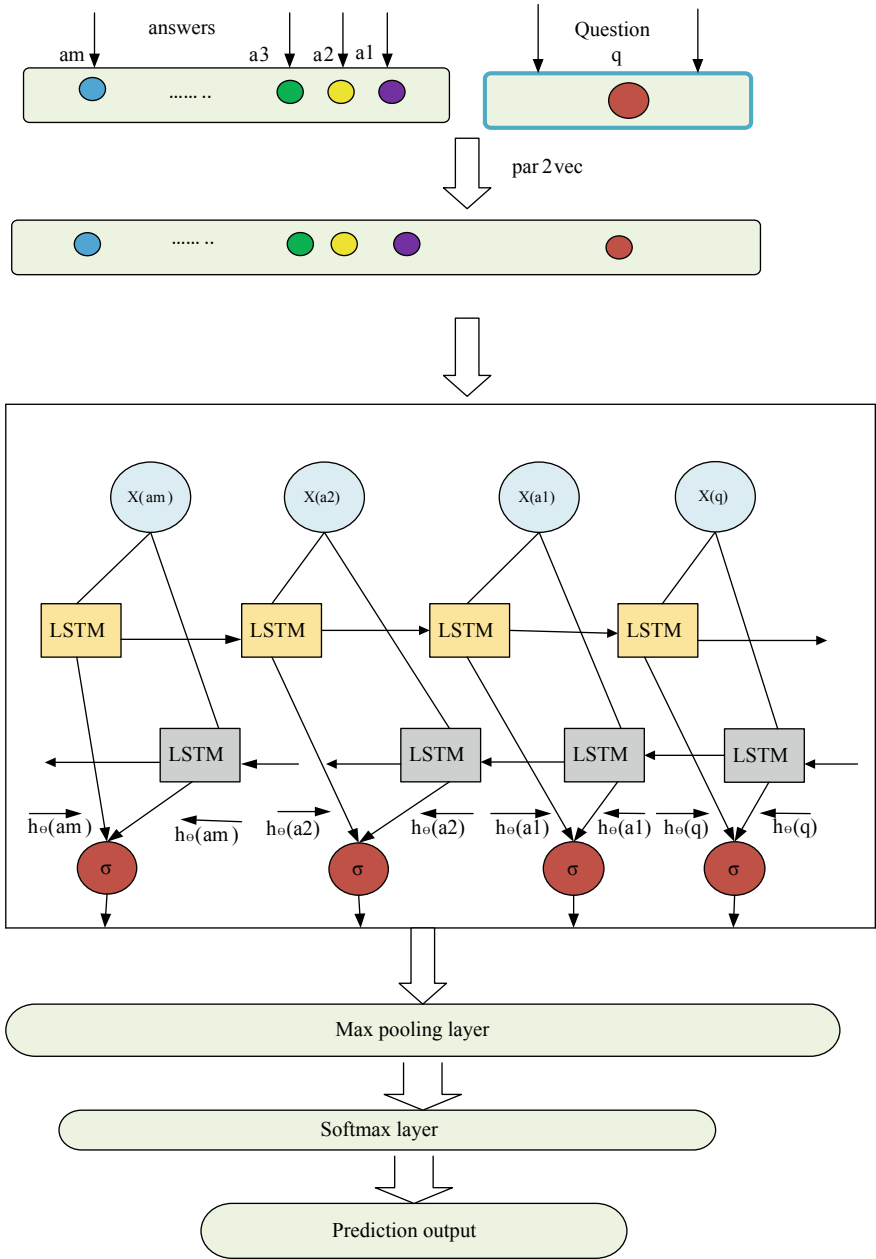 answers
Question
am
a3
a2
a1
q
........
par 2vec
........
X(am)
X(a2)
X(a1)
X(q)
LSTM
LSTM
LSTM
LSTM
LSTM
LSTM
LSTM
LSTM
hΘ(am)
hΘ(am)
hΘ(a2)
hΘ(a2)
hΘ(a1)
hΘ(a1)
hΘ(q)
hΘ(q)
σ
σ
σ
σ
Max pooling layer
Softmax layer
Prediction output